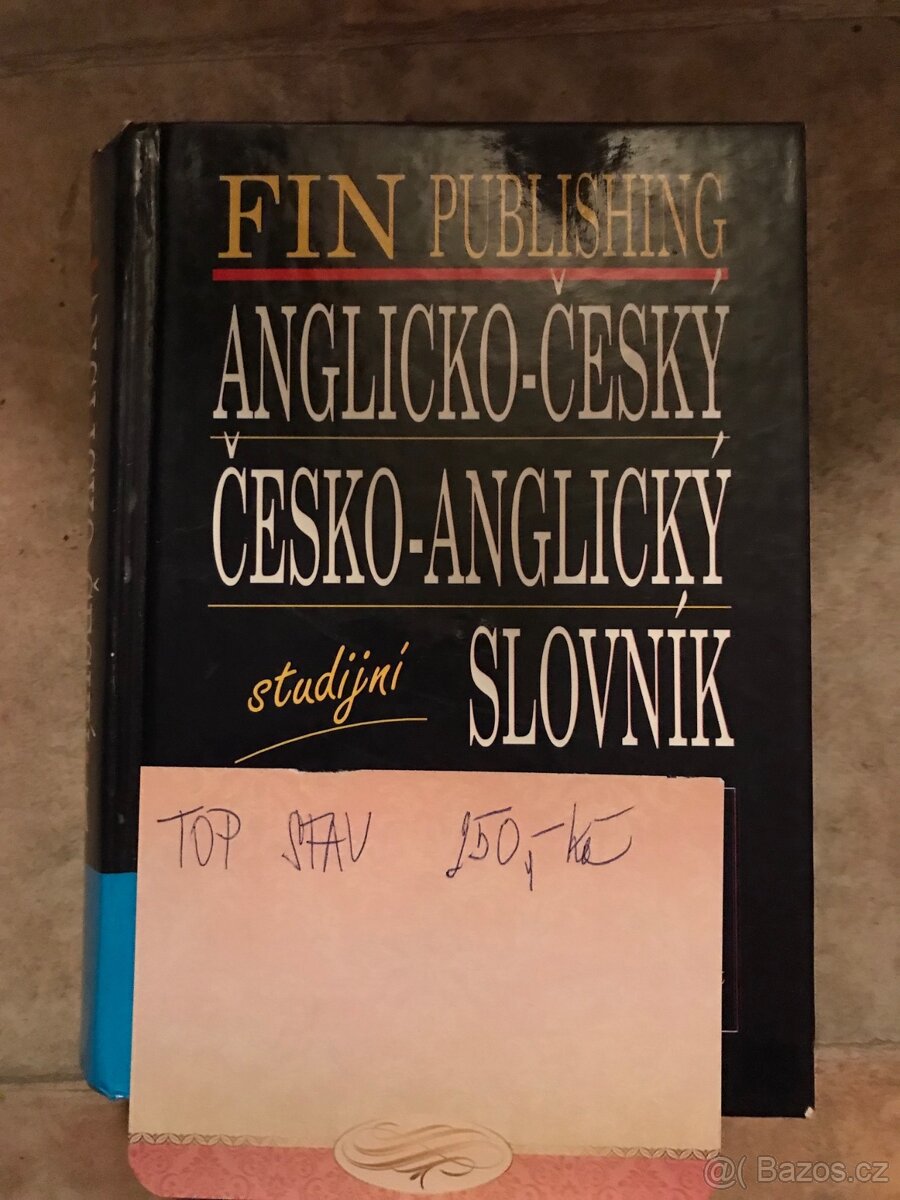 FIN PUBLISHING
ANGLICKO-ČESKÝ
ČESKO-ANGLICKÝ
studijní SLOVNÍK
TOP STAV 250,- Kč
@( Bazos.cz